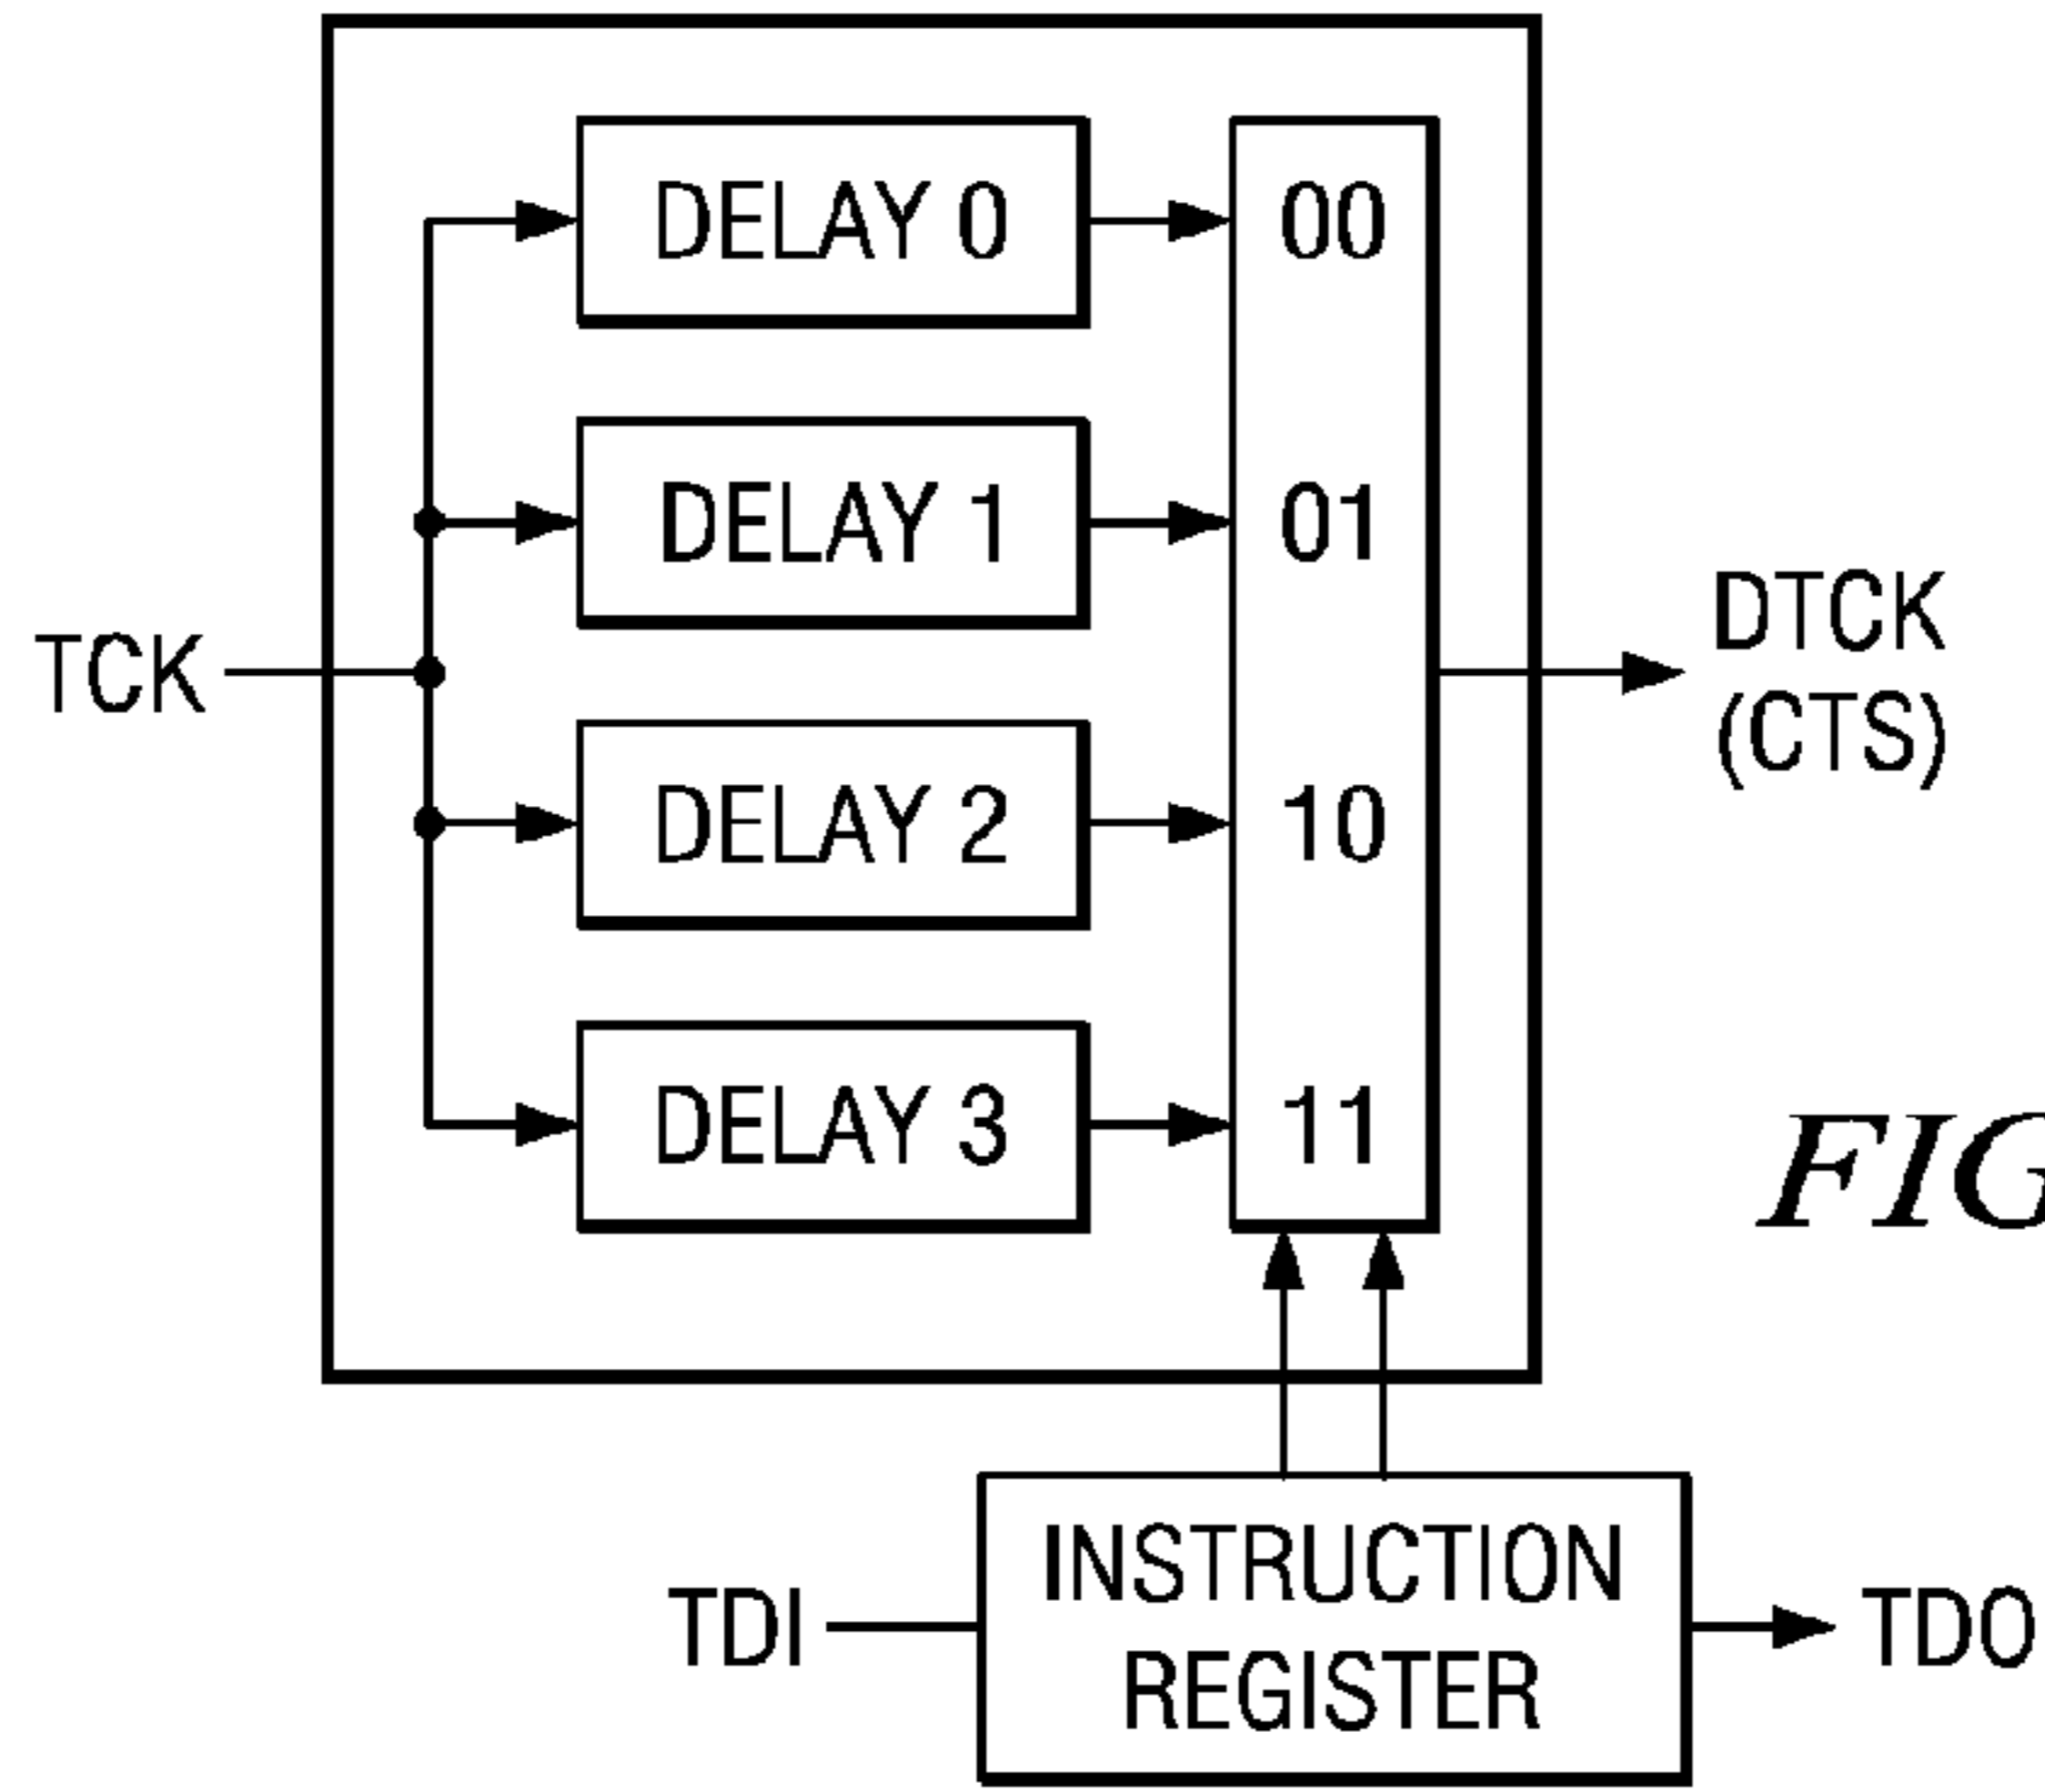 DELAY 0
00
DELAY 1
01
TCK
DTCK
(CTS)
DELAY 2
10
DELAY 3
11
FIG
INSTRUCTION
REGISTER
TDI
TDO